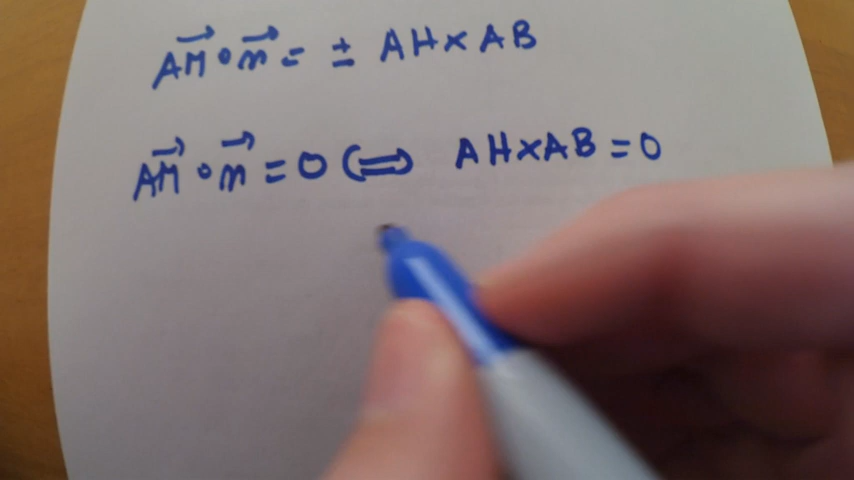 AM⃗ • n⃗ = ± AH × AB
AM⃗ • n⃗ = 0 ⟺ AH × AB = 0